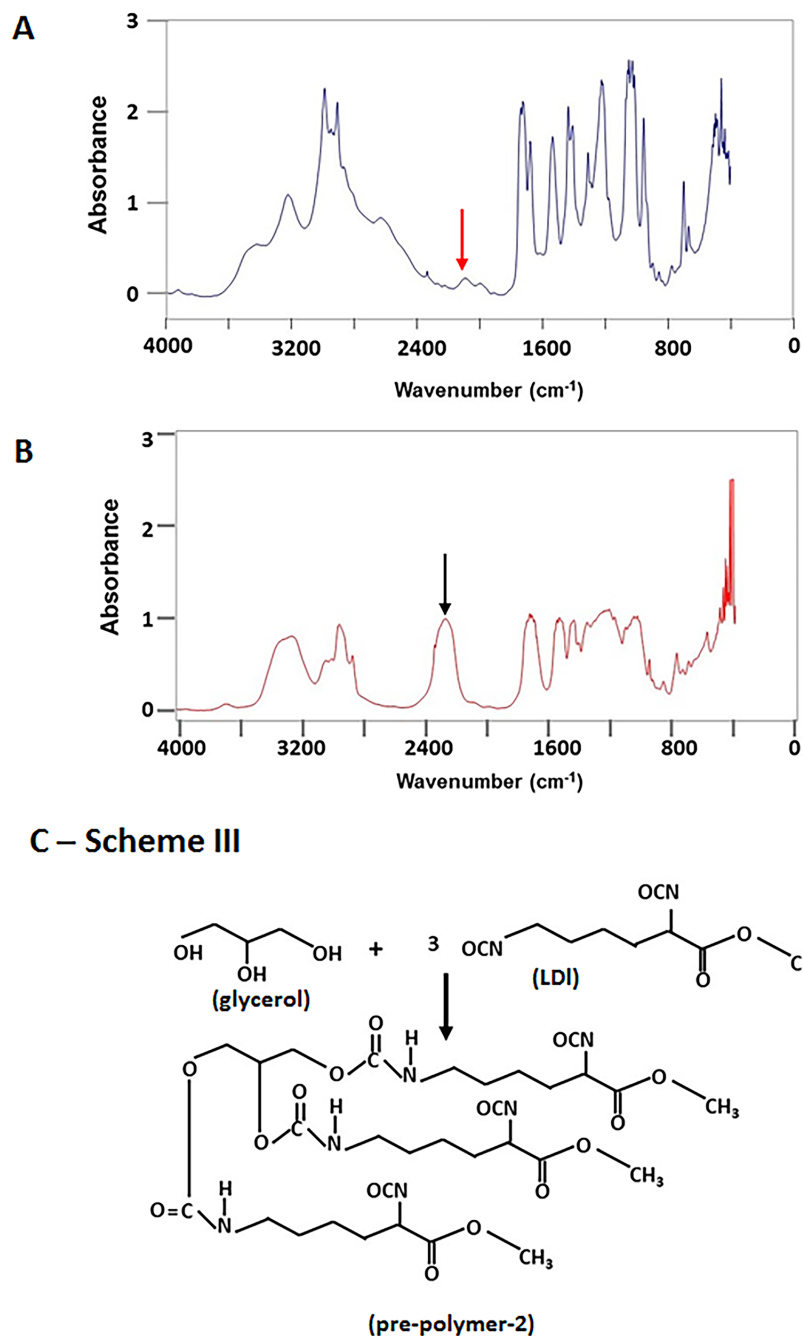 A
Absorbance
3
2
1
0
4000 3200 2400 1600 800 0
Wavenumber (cm-1)
B
Absorbance
3
2
1
0
4000 3200 2400 1600 800 0
Wavenumber (cm-1)
C – Scheme III
OH OH OH
(glycerol)
+ 3
OCN OCN O O C
(LDl)
O O C O H N OCN O O CH3
O C O H N OCN O O CH3
O=C H N OCN O O CH3
(pre-polymer-2)